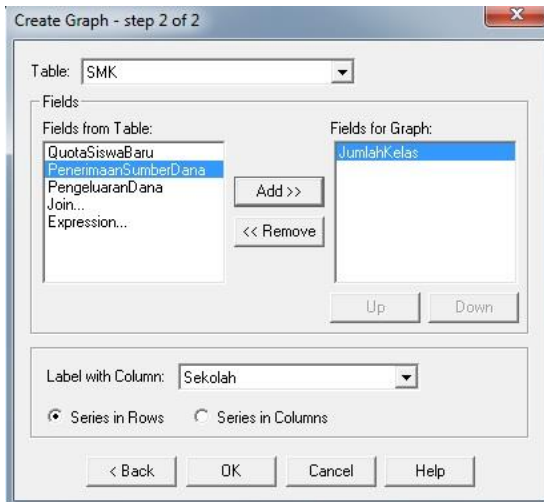 Create Graph - step 2 of 2
Table: SMK
Fields
Fields from Table:
QuotaSiswaBaru
PenerimaanSumberDana
PengeluaranDana
Join...
Expression...
Add >>
<< Remove
Fields for Graph:
JumlahKelas
Up Down
Label with Column: Sekolah
Series in Rows Series in Columns
< Back OK Cancel Help